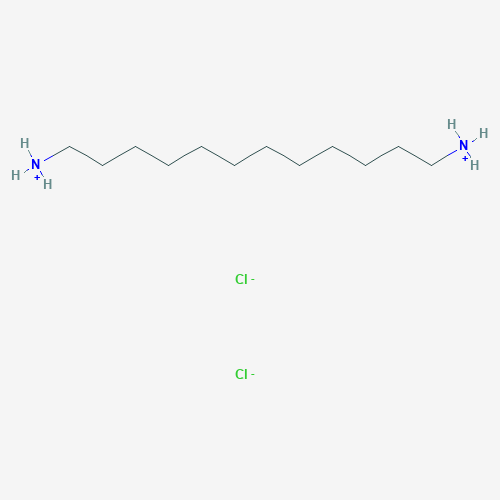 H H
H N + H
H N + H H
Cl -
Cl -